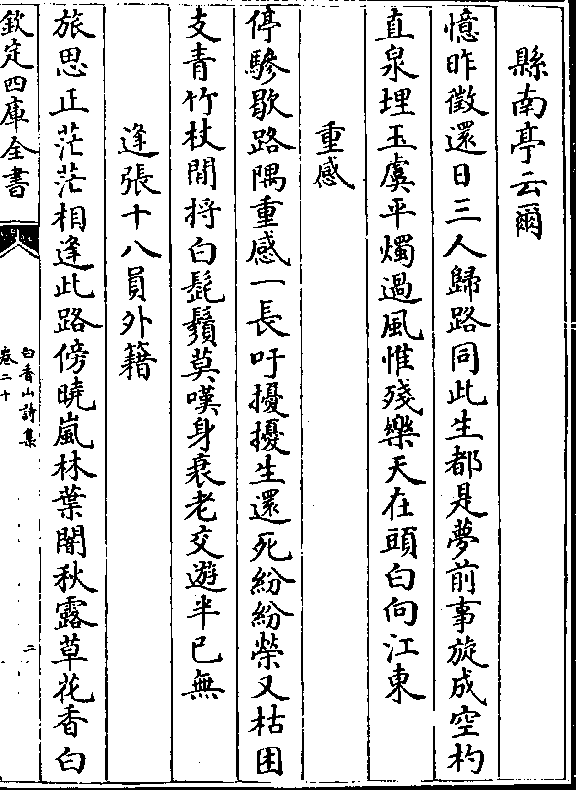 縣南亭云爾
憶昨徵還日三人歸路同此生都是夢前事旋成空杓
直泉埋玉虞平燭過風惟殘樂天在頭白向江東
重感
停驂歇路隅重感一長吁擾擾生還死紛紛榮又枯困
支青竹杖閒捋白髭鬚莫嘆身衰老交遊半已無
逢張十八員外籍
旅思正茫茫相逢此路傍曉嵐林葉闇秋露草花香白
欽定四庫全書
白香山詩集
卷二十
二